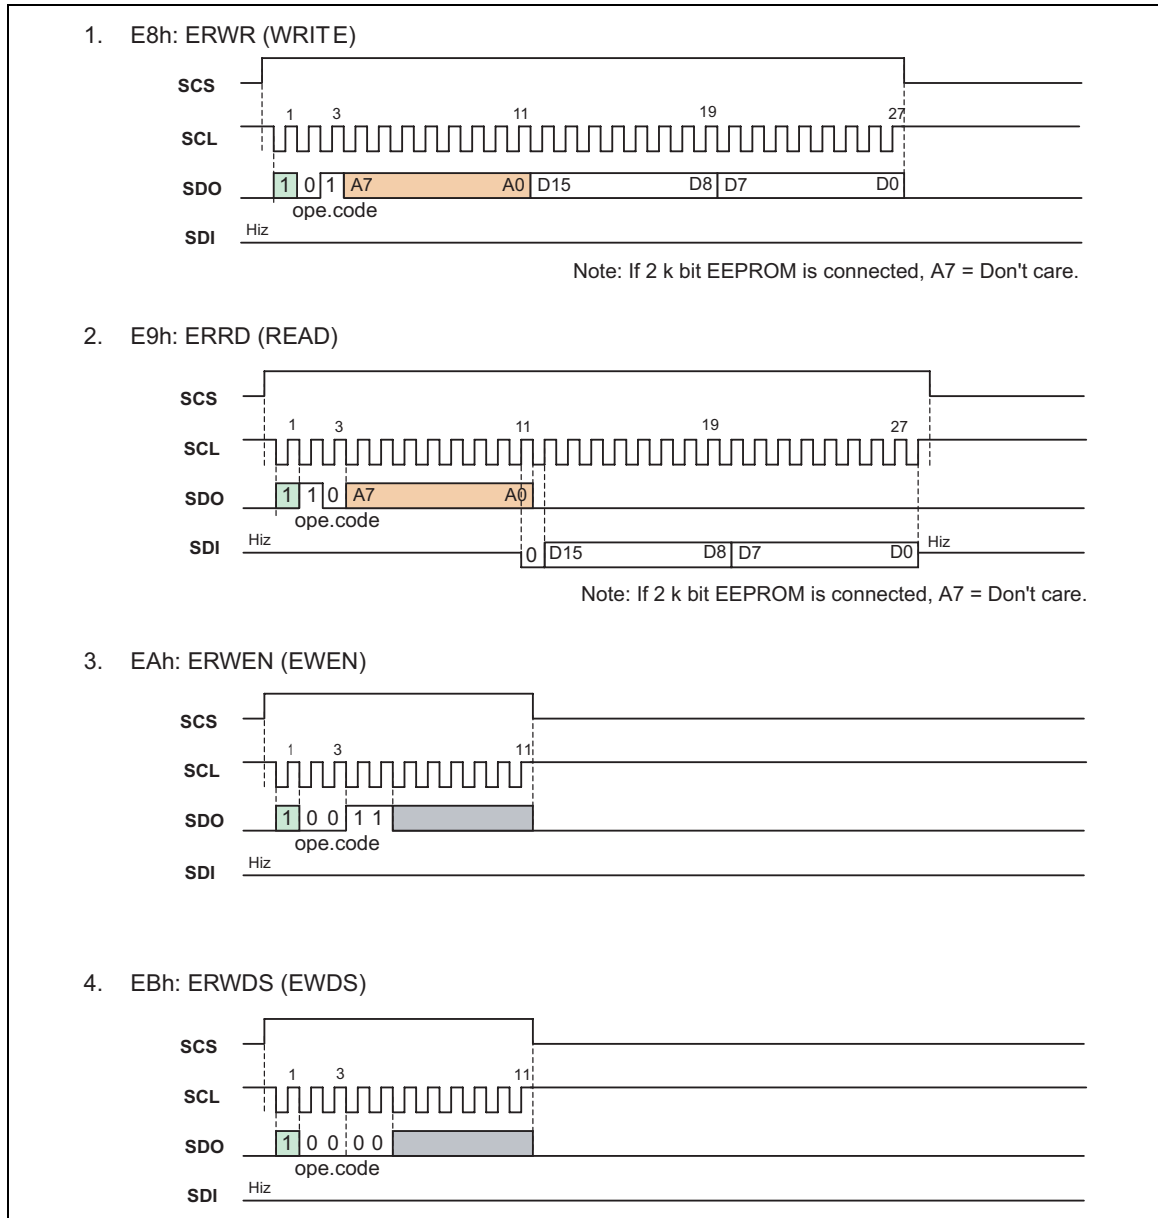 1. E8h: ERWR (WRITE)
SCS
1 3 11 19 27
SCL
SDO 1 0 1 A7 A0 D15 D8 D7 D0
ope.code
SDI Hiz
Note: If 2 k bit EEPROM is connected, A7 = Don't care.
2. E9h: ERRD (READ)
SCS
1 3 11 19 27
SCL
SDO 1 1 0 A7 A0
ope.code
SDI Hiz 0 D15 D8 D7 D0 Hiz
Note: If 2 k bit EEPROM is connected, A7 = Don't care.
3. EAh: ERWEN (EWEN)
SCS
1 3 11
SCL
SDO 1 0 0 1 1
ope.code
SDI Hiz
4. EBh: ERWDS (EWDS)
SCS
1 3 11
SCL
SDO 1 0 0 0 0
ope.code
SDI Hiz